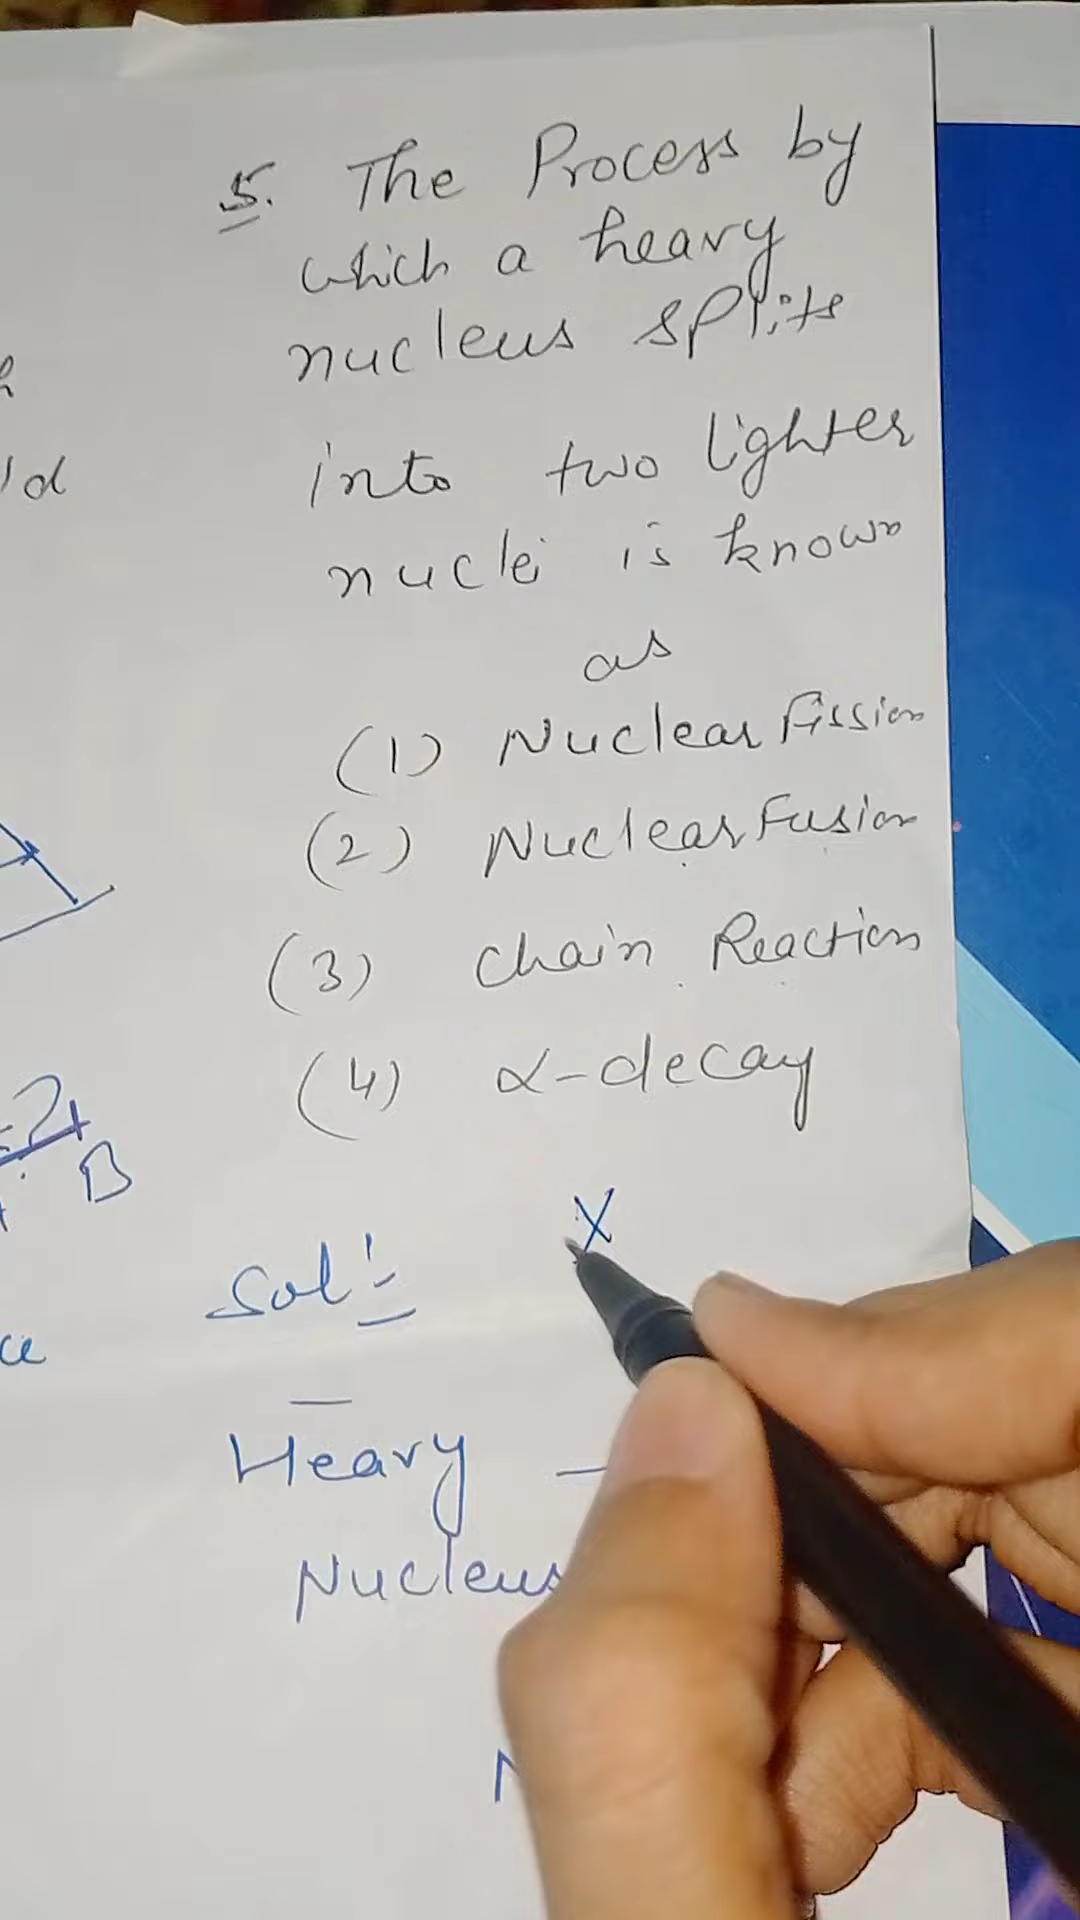 5. The Process by
which a heavy
nucleus splits
into two lighter
nuclei is known
as
(1) Nuclear Fission
(2) Nuclear Fusion
(3) Chain Reaction
(4) α-decay
Sol:-
X
Heavy
Nucleus
B